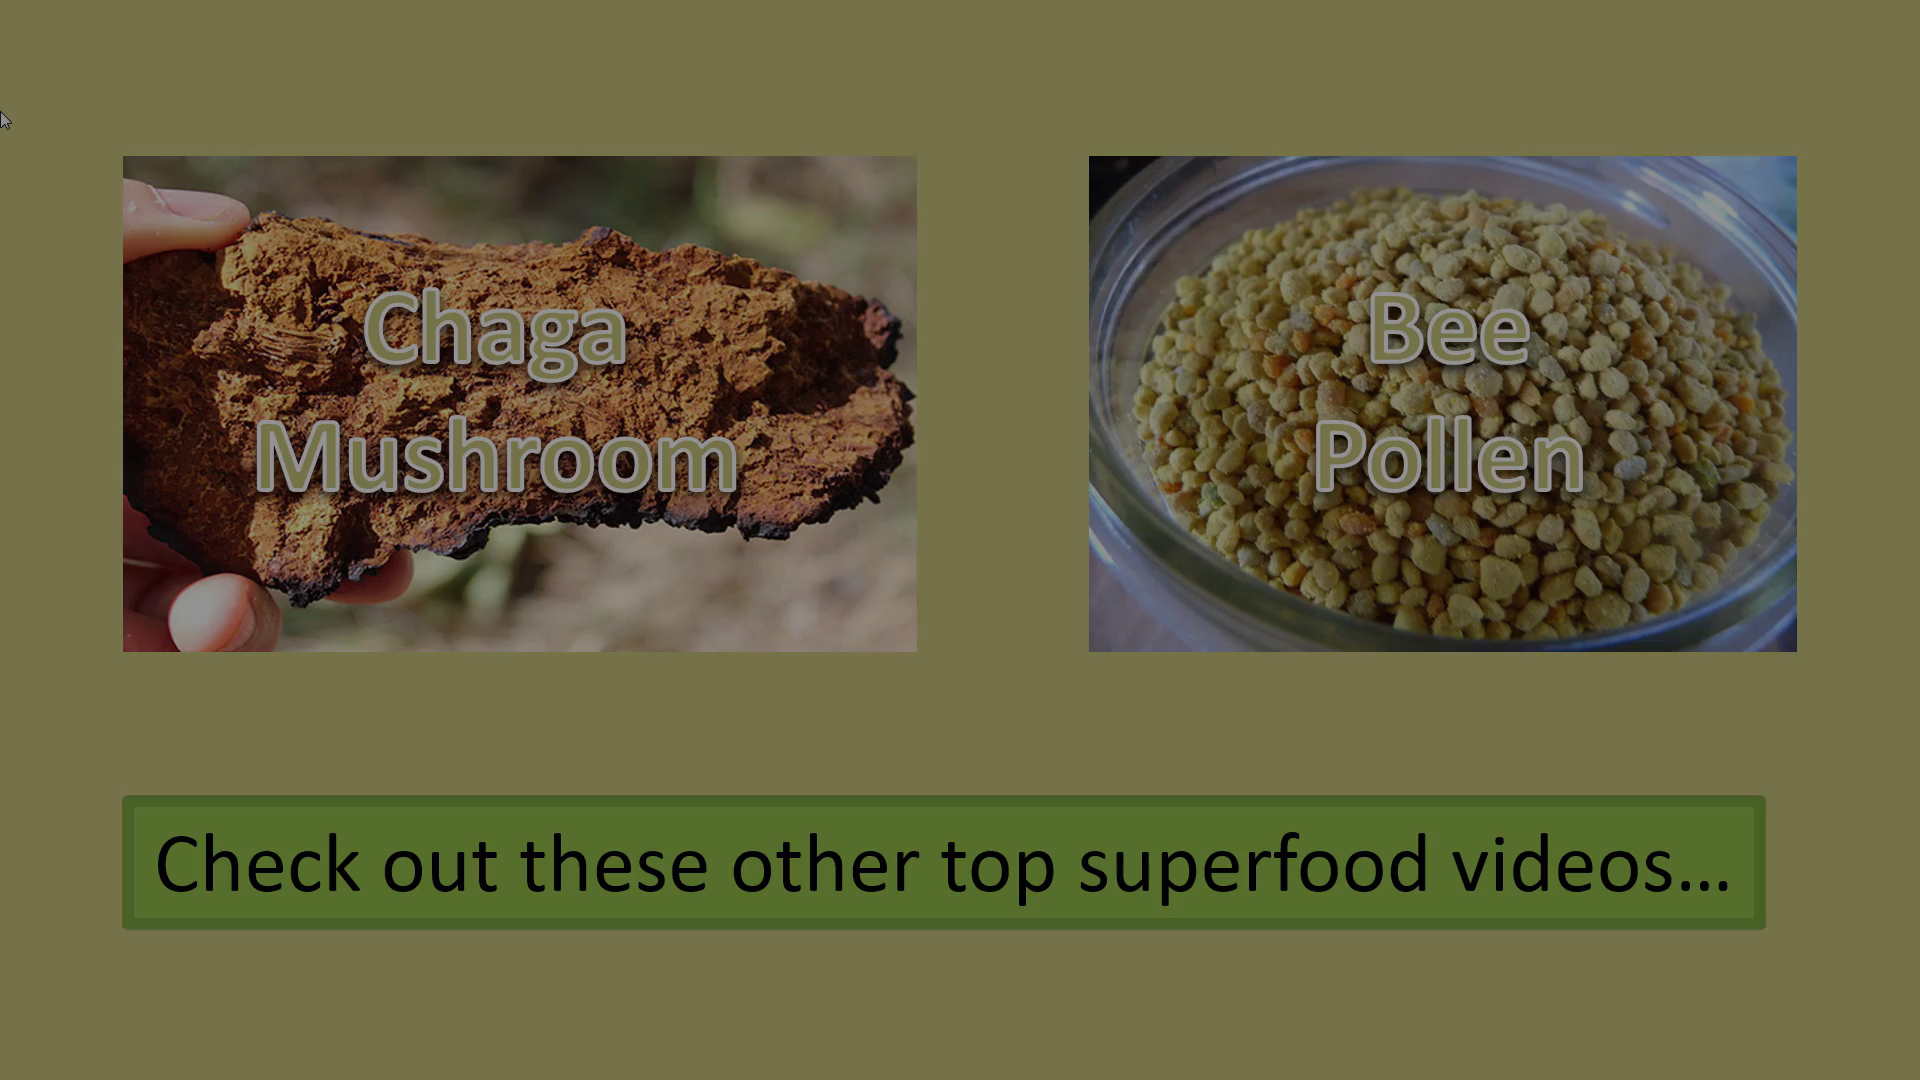 Chaga
Mushroom
Bee
Pollen
Check out these other top superfood videos...